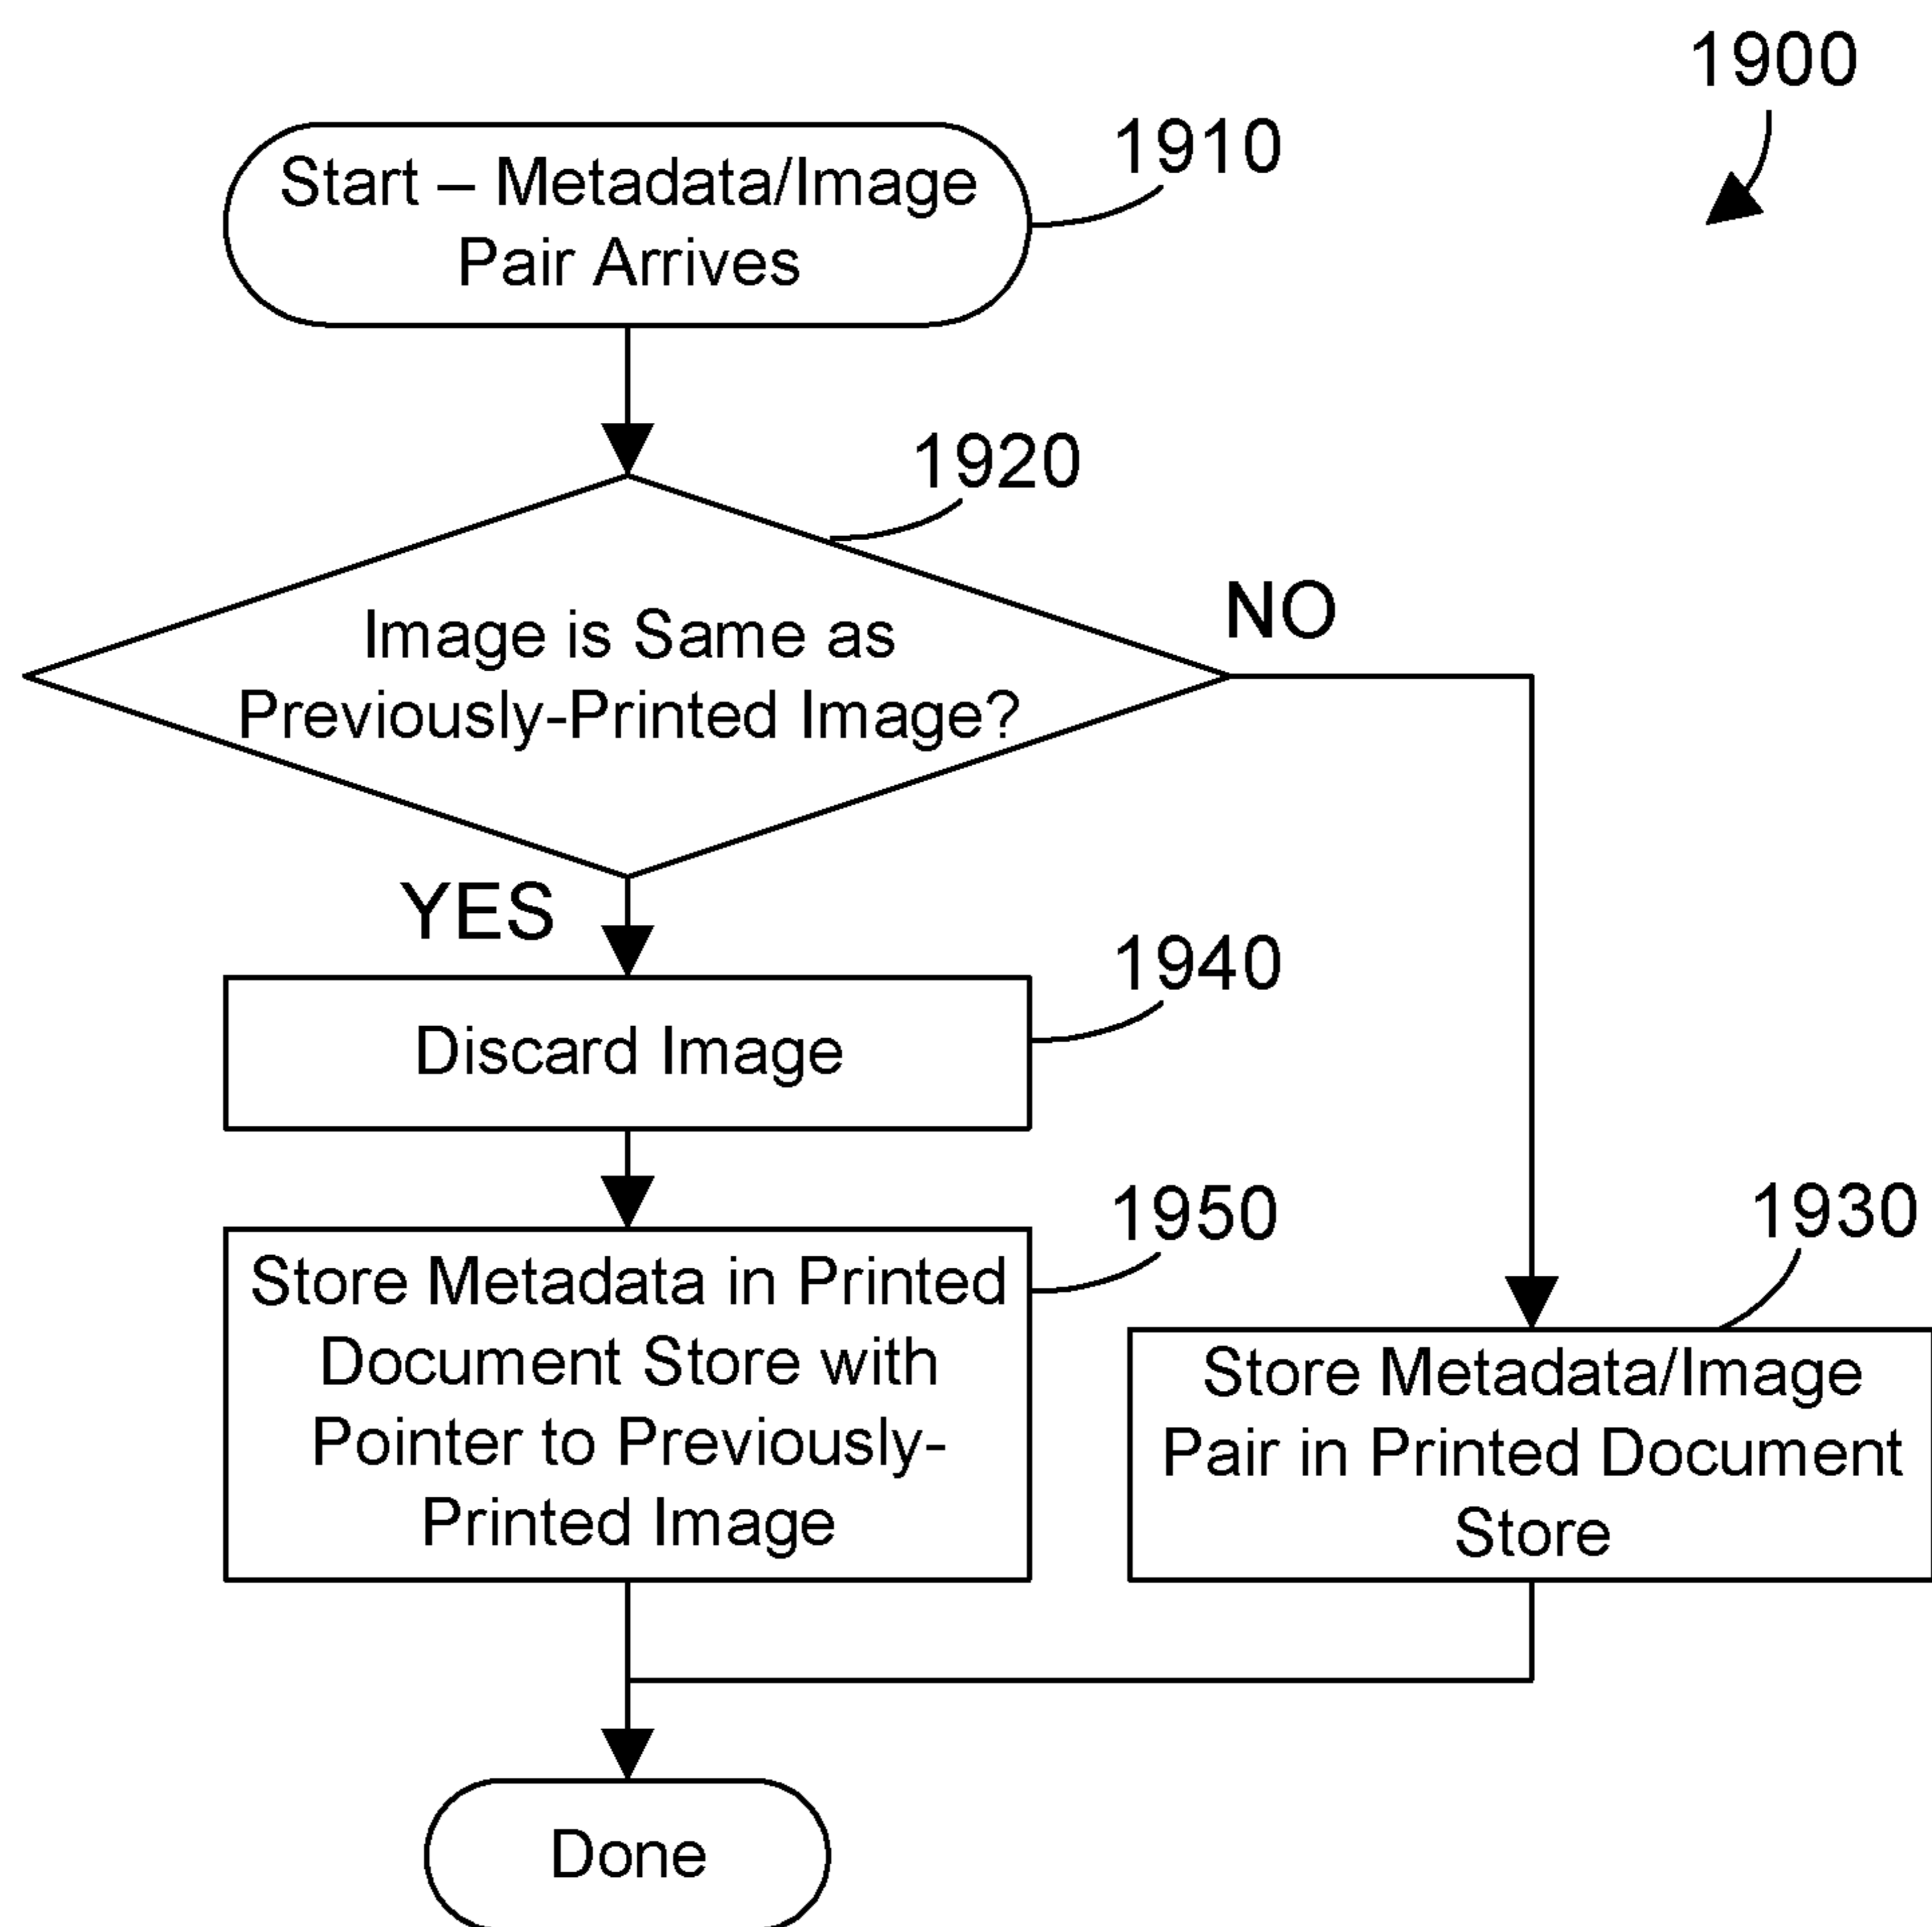 1900
1910
Start – Metadata/Image
Pair Arrives
1920
Image is Same as
Previously-Printed Image?
NO
YES
1940
Discard Image
1950
Store Metadata in Printed
Document Store with
Pointer to Previously-
Printed Image
1930
Store Metadata/Image
Pair in Printed Document
Store
Done